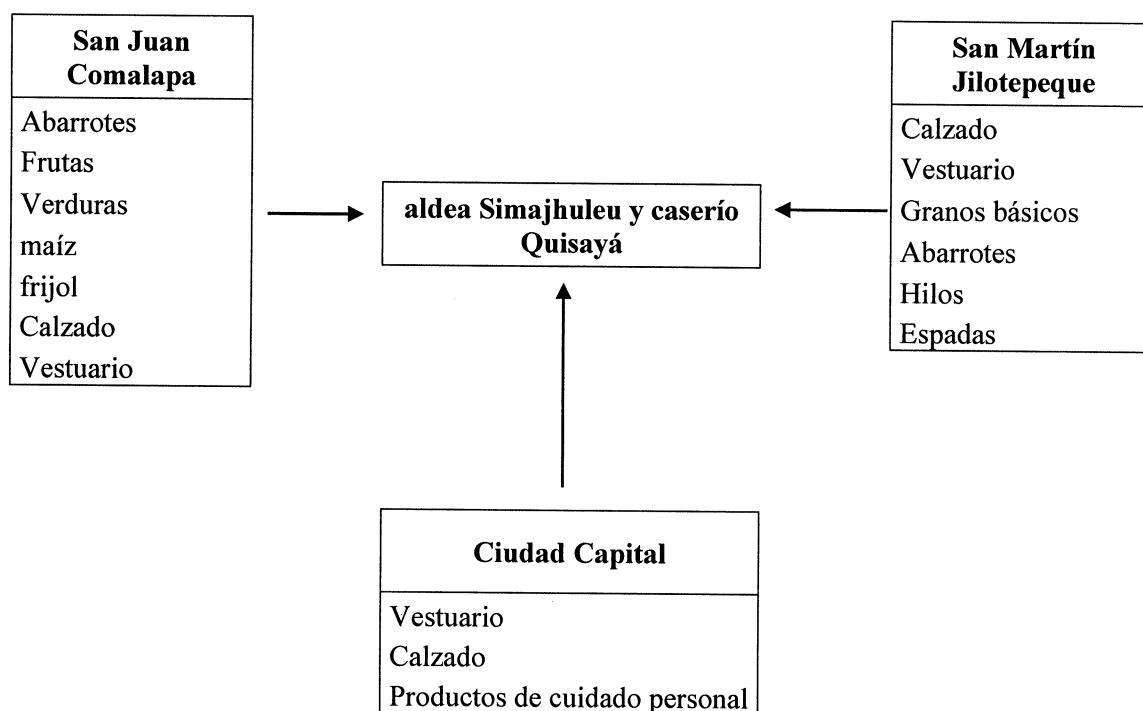 San Juan
Comalapa
Abarrotes
Frutas
Verduras
maíz
frijol
Calzado
Vestuario
aldea Simajhuleu y caserío
Quisayá
San Martín
Jilotepeque
Calzado
Vestuario
Granos básicos
Abarrotes
Hilos
Espadas
Ciudad Capital
Vestuario
Calzado
Productos de cuidado personal